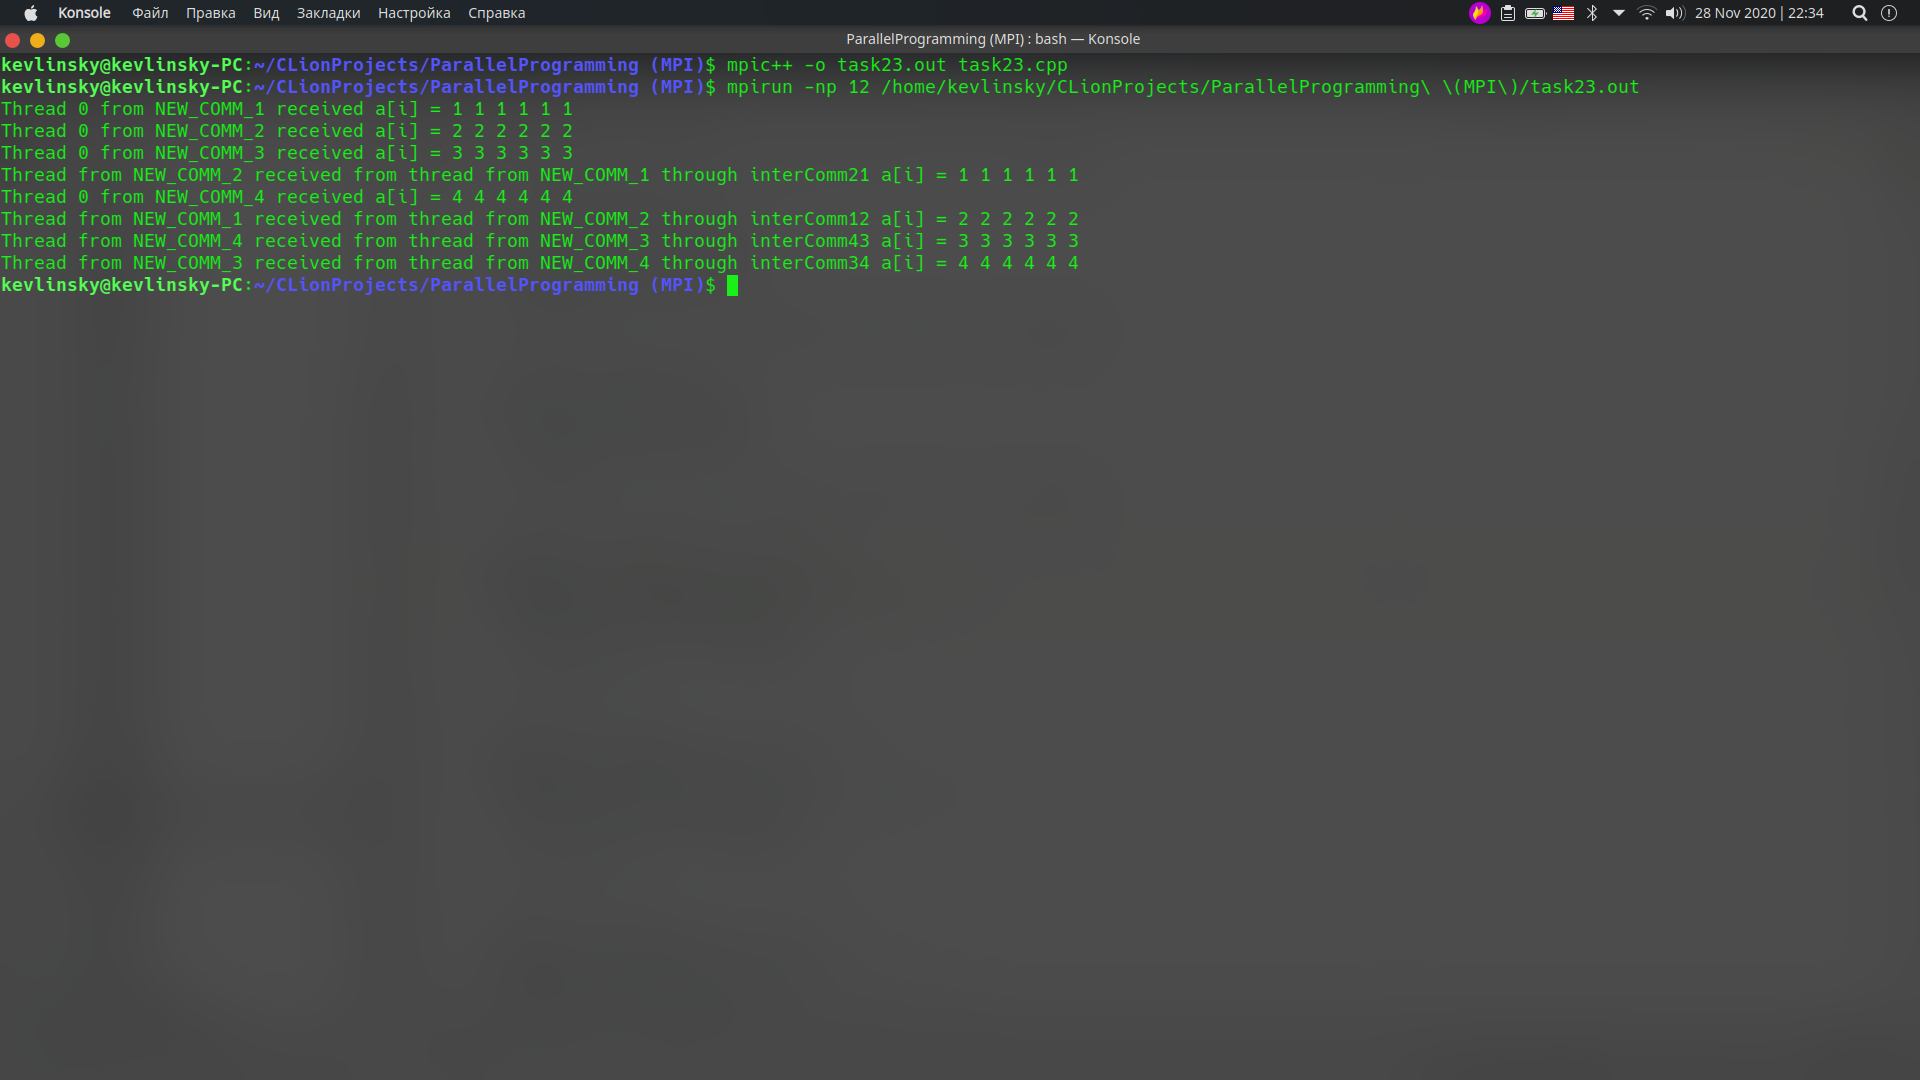 Konsole Файл Правка Вид Закладки Настройка Справка 28 Nov 2020 | 22:34
ParallelProgramming (MPI) : bash — Konsole
kevlinsky@kevlinsky-PC:~/CLionProjects/ParallelProgramming (MPI)$ mpic++ -o task23.out task23.cpp
kevlinsky@kevlinsky-PC:~/CLionProjects/ParallelProgramming (MPI)$ mpirun -np 12 /home/kevlinsky/CLionProjects/ParallelProgramming\ \(MPI\)/task23.out
Thread 0 from NEW_COMM_1 received a[i] = 1 1 1 1 1 1
Thread 0 from NEW_COMM_2 received a[i] = 2 2 2 2 2 2
Thread 0 from NEW_COMM_3 received a[i] = 3 3 3 3 3 3
Thread from NEW_COMM_2 received from thread from NEW_COMM_1 through interComm21 a[i] = 1 1 1 1 1 1
Thread 0 from NEW_COMM_4 received a[i] = 4 4 4 4 4 4
Thread from NEW_COMM_1 received from thread from NEW_COMM_2 through interComm12 a[i] = 2 2 2 2 2 2
Thread from NEW_COMM_4 received from thread from NEW_COMM_3 through interComm43 a[i] = 3 3 3 3 3 3
Thread from NEW_COMM_3 received from thread from NEW_COMM_4 through interComm34 a[i] = 4 4 4 4 4 4
kevlinsky@kevlinsky-PC:~/CLionProjects/ParallelProgramming (MPI)$